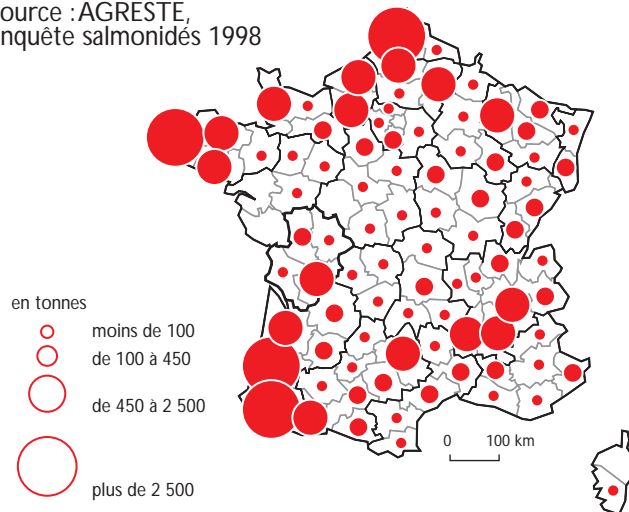 ource : AGRESTE,
nquête salmonidés 1998
en tonnes
moins de 100
de 100 à 450
de 450 à 2 500
plus de 2 500
0 100 km